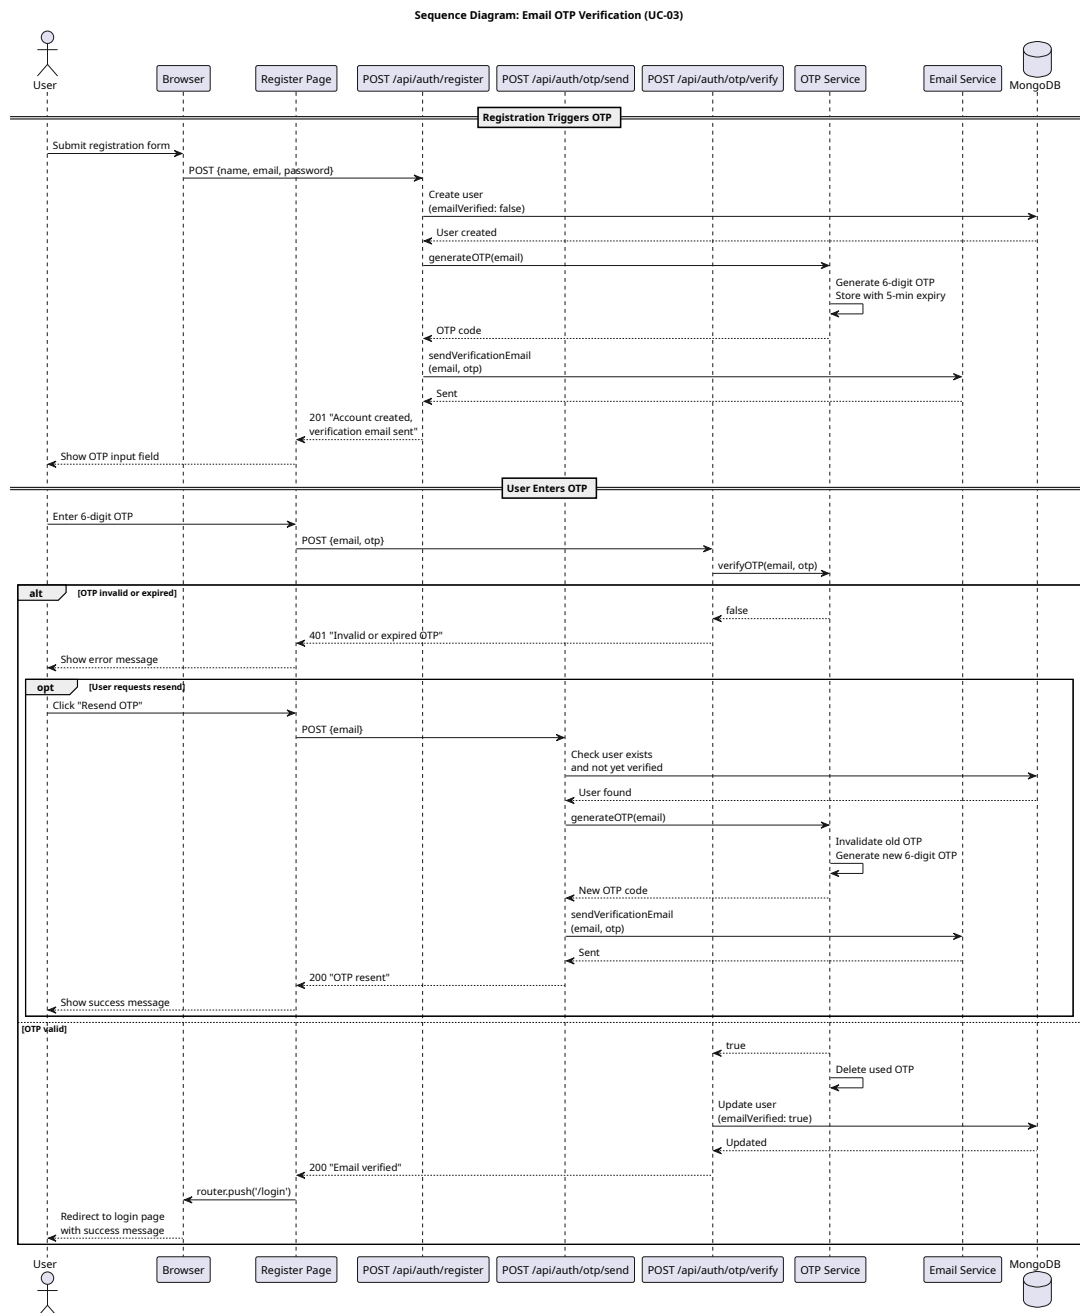 Sequence Diagram: Email OTP Verification (UC-03)
User
Browser
Register Page
POST /api/auth/register
POST /api/auth/otp/send
POST /api/auth/otp/verify
OTP Service
Email Service
MongoDB
Registration Triggers OTP
Submit registration form
POST {name, email, password}
Create user
(emailVerified: false)
User created
generateOTP(email)
Generate 6-digit OTP
Store with 5-min expiry
OTP code
sendVerificationEmail
(email, otp)
Sent
201 "Account created,
verification email sent"
Show OTP input field
User Enters OTP
Enter 6-digit OTP
POST {email, otp}
verifyOTP(email, otp)
alt
[OTP invalid or expired]
false
401 "Invalid or expired OTP"
Show error message
opt
[User requests resend]
Click "Resend OTP"
POST {email}
Check user exists
and not yet verified
User found
generateOTP(email)
Invalidate old OTP
Generate new 6-digit OTP
New OTP code
sendVerificationEmail
(email, otp)
Sent
200 "OTP resent"
Show success message
[OTP valid]
true
Delete used OTP
Update user
(emailVerified: true)
Updated
200 "Email verified"
router.push('/login')
Redirect to login page
with success message
User
Browser
Register Page
POST /api/auth/register
POST /api/auth/otp/send
POST /api/auth/otp/verify
OTP Service
Email Service
MongoDB